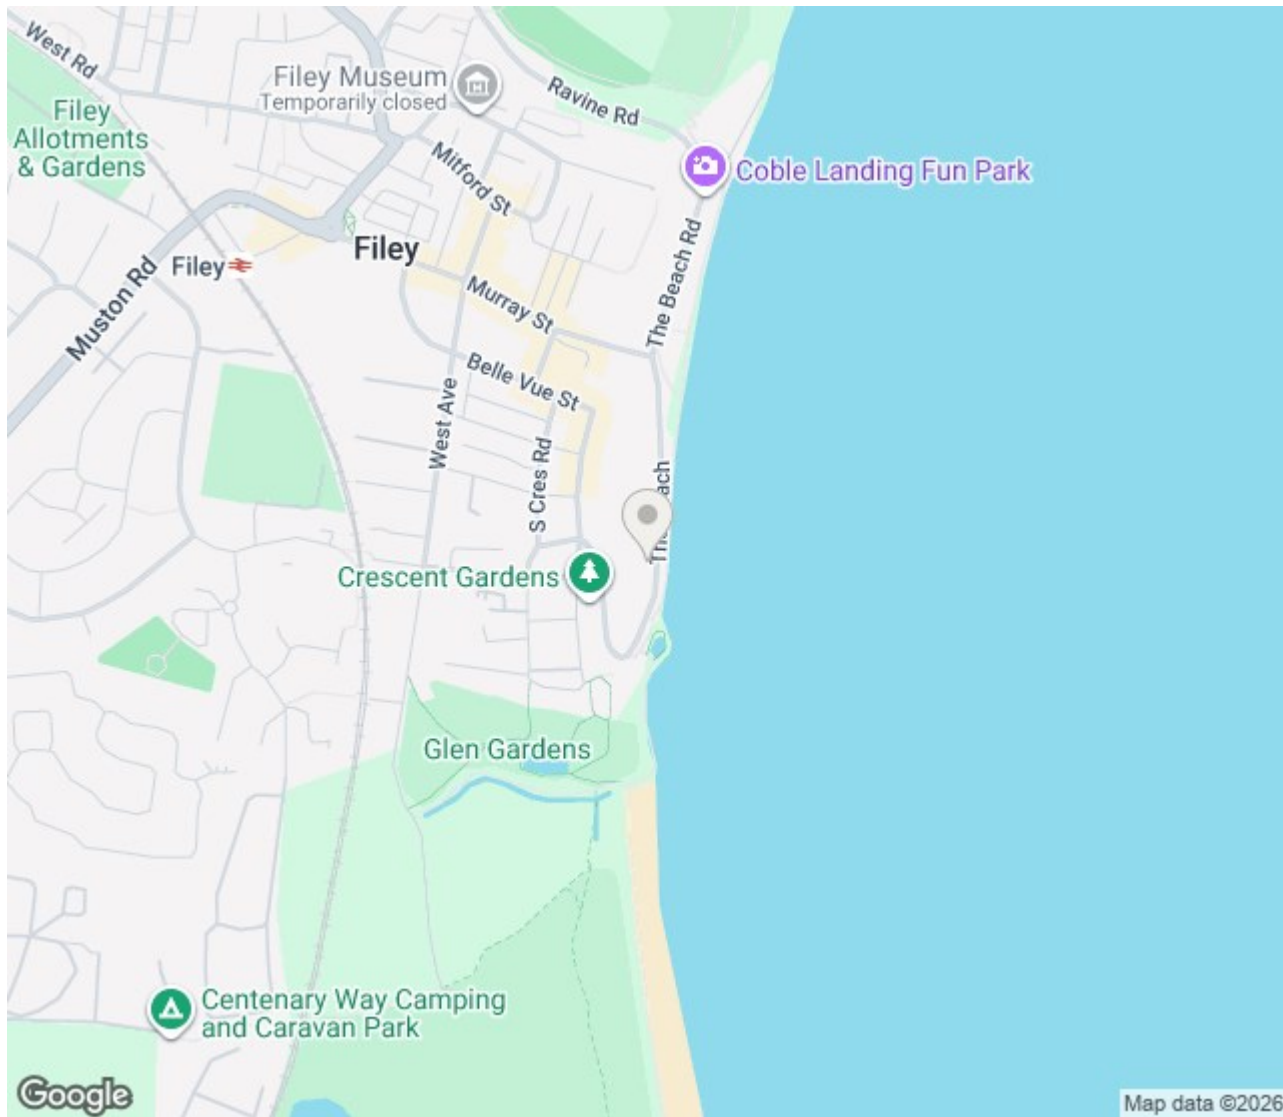 West Rd
Filey Museum
Temporarily closed
Ravine Rd
Filey
Allotments
& Gardens
Mitford St
Coble Landing Fun Park
Filey
Filey
The Beach Rd
Muston Rd
Murray St
Belle Vue St
West Ave
S Cres Rd
Crescent Gardens
Glen Gardens
Centenary Way Camping
and Caravan Park
Google
Map data ©2026